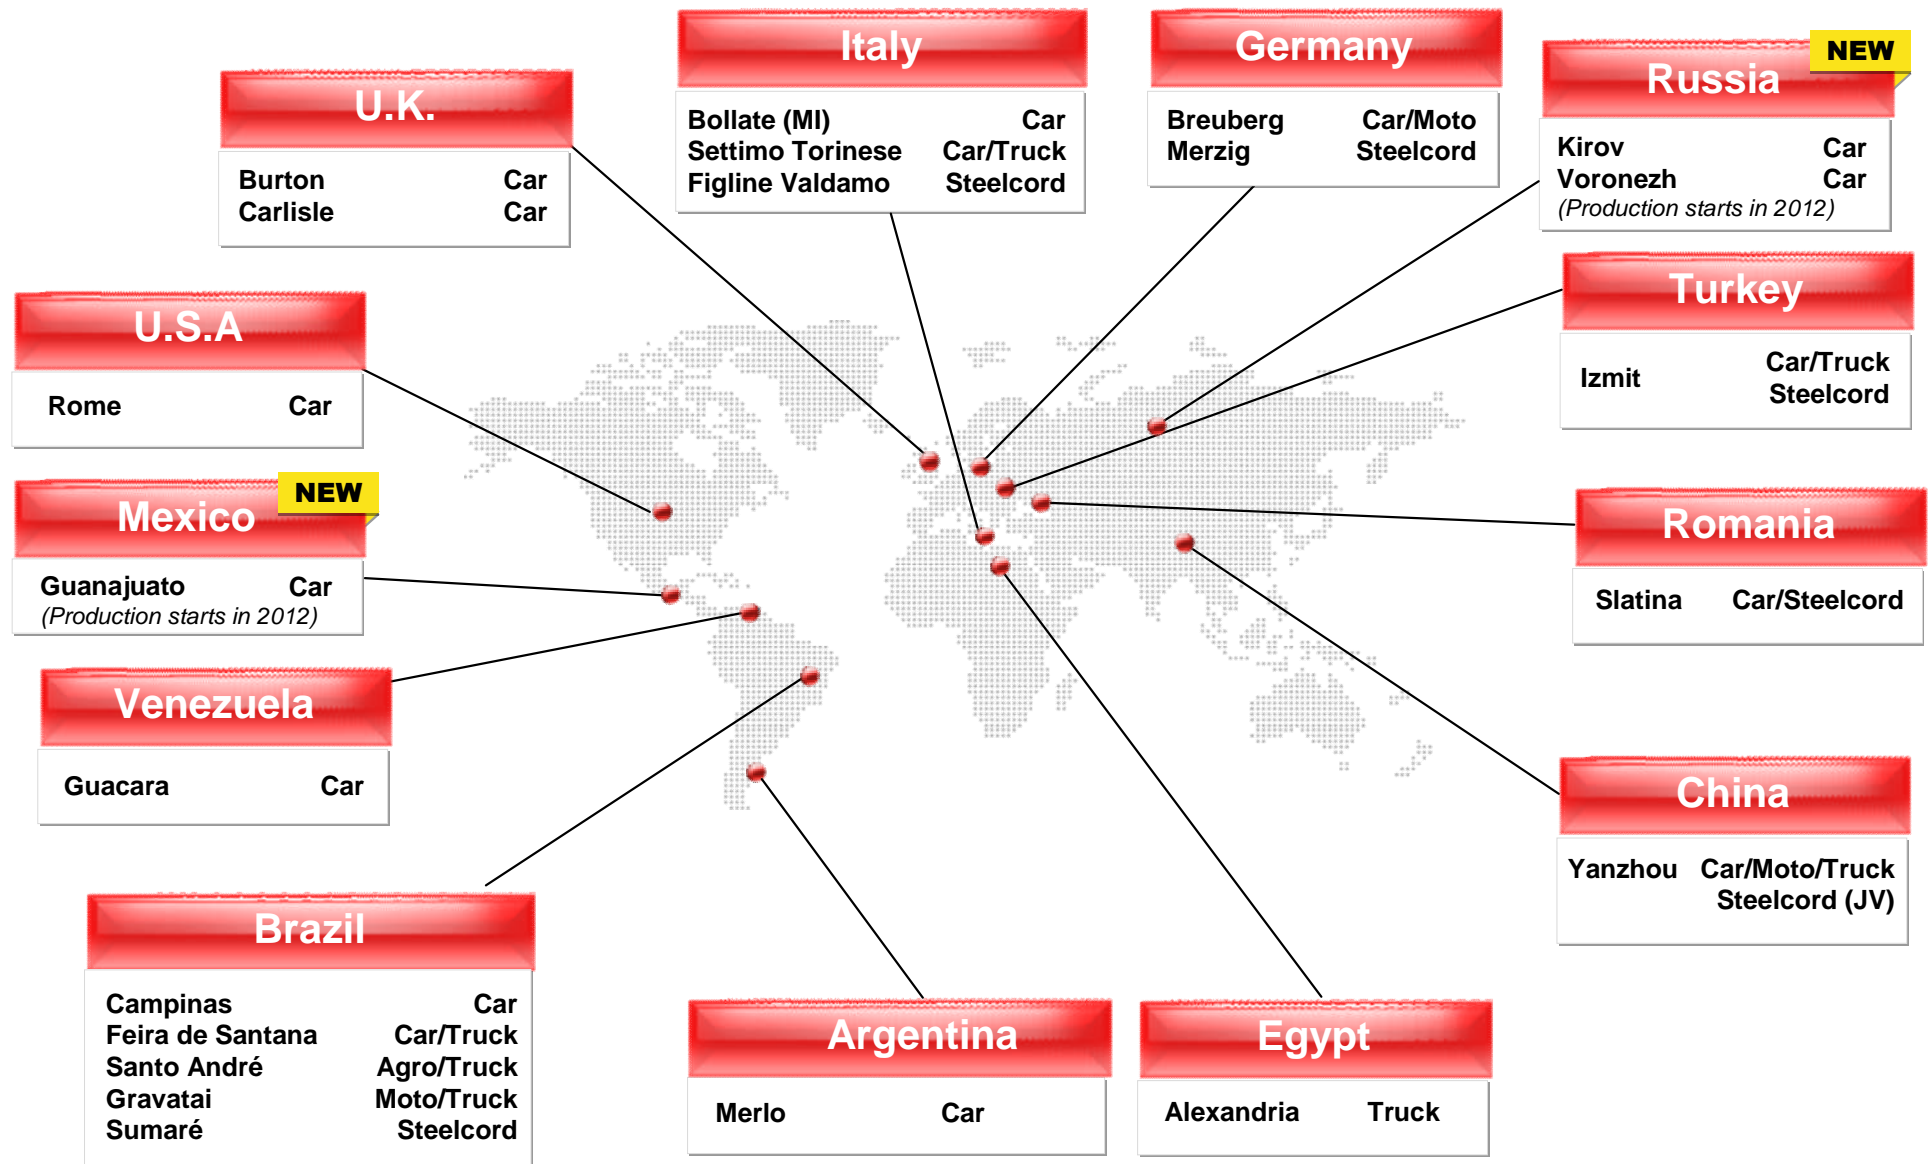 U.K.
Burton Car
Carlisle Car
Italy
Bollate (MI) Car
Settimo Torinese Car/Truck
Figline Valdamo Steelcord
Germany
Breuberg Car/Moto
Merzig Steelcord
NEW
Russia
Kirov Car
Voronezh Car
(Production starts in 2012)
U.S.A
Rome Car
Turkey
Izmit Car/Truck
Steelcord
NEW
Mexico
Guanajuato Car
(Production starts in 2012)
Romania
Slatina Car/Steelcord
Venezuela
Guacara Car
China
Yanzhou Car/Moto/Truck
Steelcord (JV)
Brazil
Campinas Car
Feira de Santana Car/Truck
Santo André Agro/Truck
Gravatai Moto/Truck
Sumaré Steelcord
Argentina
Merlo Car
Egypt
Alexandria Truck